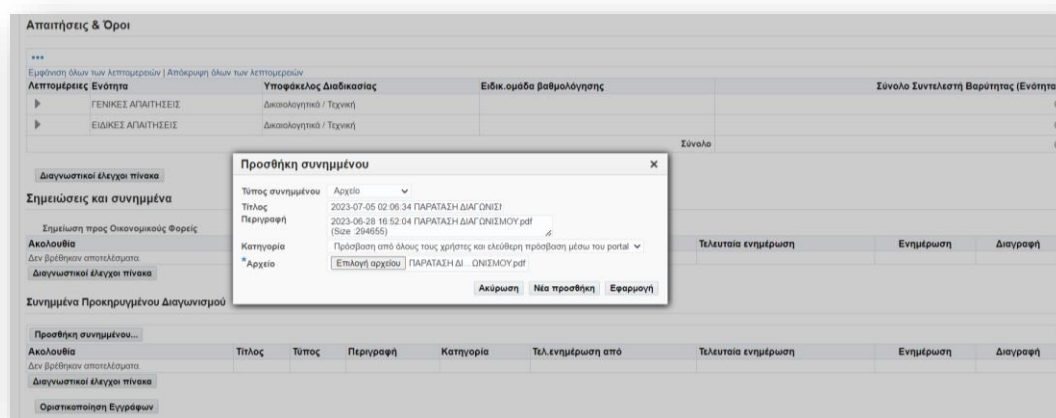 Απαιτήσεις & Όροι
•••
Εμφάνιση όλων των λεπτομερειών | Απόκρυψη όλων των λεπτομερειών
Λεπτομέρειες Ενότητα Υποφάκελος Διαδικασίας Ειδικ.ομάδα βαθμολόγησης Σύνολο Συντελεστή Βαρύτητας (Ενότητα
ΓΕΝΙΚΕΣ ΑΠΑΙΤΗΣΕΙΣ Δικαιολογητικά / Τεχνική
ΕΙΔΙΚΕΣ ΑΠΑΙΤΗΣΕΙΣ Δικαιολογητικά / Τεχνική
Σύνολο
Διαγνωστικοί έλεγχοι πίνακα
Σημειώσεις και συνημμένα
Σημείωση προς Οικονομικούς Φορείς
Ακολουθία Τελευταία ενημέρωση Ενημέρωση Διαγραφή
Δεν βρέθηκαν αποτελέσματα.
Διαγνωστικοί έλεγχοι πίνακα
Προσθήκη συνημμένου ×
Τύπος συνημμένου Αρχείο
Τίτλος 2023-07-05 02:06:34 ΠΑΡΑΤΑΣΗ ΔΙΑΓΩΝΙΣΙ
Περιγραφή 2023-06-28 16:52:04 ΠΑΡΑΤΑΣΗ ΔΙΑΓΩΝΙΣΜΟΥ.pdf
(Size :294655)
Κατηγορία Πρόσβαση από όλους τους χρήστες και ελεύθερη πρόσβαση μέσω του portal
*Αρχείο Επιλογή αρχείου ΠΑΡΑΤΑΣΗ ΔΙ... ΩΝΙΣΜΟΥ.pdf
Ακύρωση Νέα προσθήκη Εφαρμογή
Συνημμένα Προκηρυγμένου Διαγωνισμού
Προσθήκη συνημμένου...
Ακολουθία Τίτλος Τύπος Περιγραφή Κατηγορία Τελ.ενημέρωση από Τελευταία ενημέρωση Ενημέρωση Διαγραφή
Δεν βρέθηκαν αποτελέσματα.
Διαγνωστικοί έλεγχοι πίνακα
Οριστικοποίηση Εγγράφων